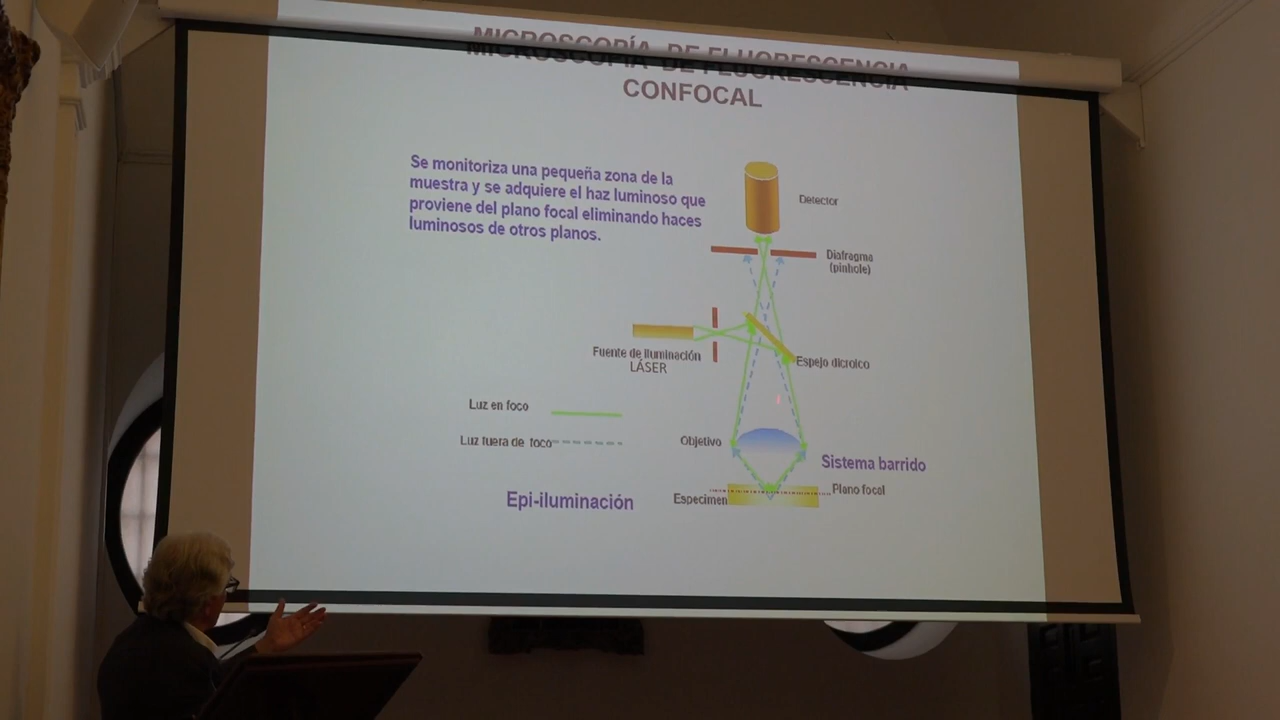 MICROSCOPÍA DE FLUORESCENCIA
CONFOCAL
Se monitoriza una pequeña zona de la
muestra y se adquiere el haz luminoso que
proviene del plano focal eliminando haces
luminosos de otros planos.
Detector
Diafragma
(pinhole)
Fuente de iluminación
LÁSER
Espejo dicroico
Luz en foco
Luz fuera de foco
Objetivo
Sistema barrido
Plano focal
Especimen
Epi-iluminación